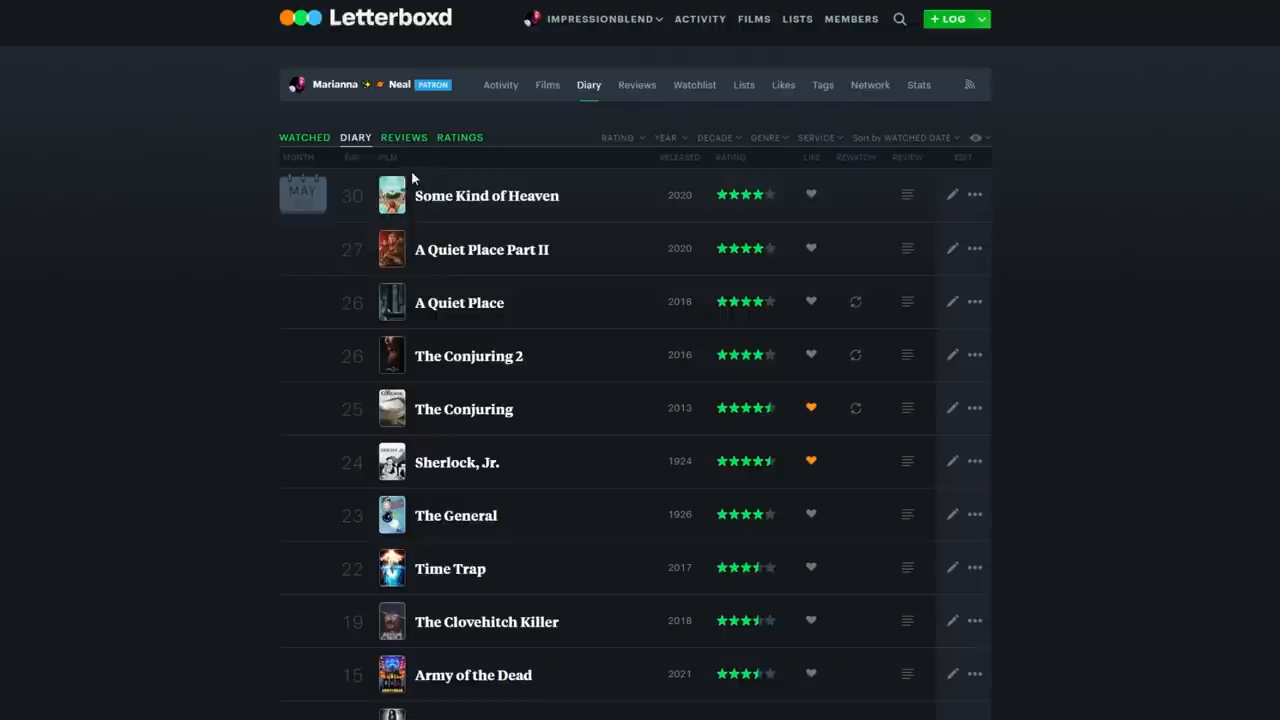 Letterboxd IMPRESSIONBLEND ACTIVITY FILMS LISTS MEMBERS + LOG
Marianna Neal PATRON Activity Films Diary Reviews Watchlist Lists Likes Tags Network Stats
WATCHED DIARY REVIEWS RATINGS RATING YEAR DECADE GENRE SERVICE Sort by WATCHED DATE
MONTH DAY FILM RELEASED RATING LIKE REWATCH REVIEW EDIT
MAY 30 Some Kind of Heaven 2020
27 A Quiet Place Part II 2020
26 A Quiet Place 2018
26 The Conjuring 2 2016
25 The Conjuring 2013
24 Sherlock, Jr. 1924
23 The General 1926
22 Time Trap 2017
19 The Clovehitch Killer 2018
15 Army of the Dead 2021